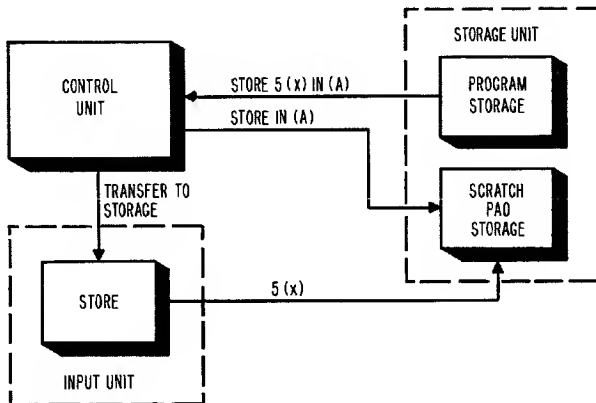 STORAGE UNIT
CONTROL
UNIT
STORE 5 (x) IN (A)
PROGRAM
STORAGE
STORE IN (A)
TRANSFER TO
STORAGE
SCRATCH
PAD
STORAGE
STORE
5 (x)
INPUT UNIT